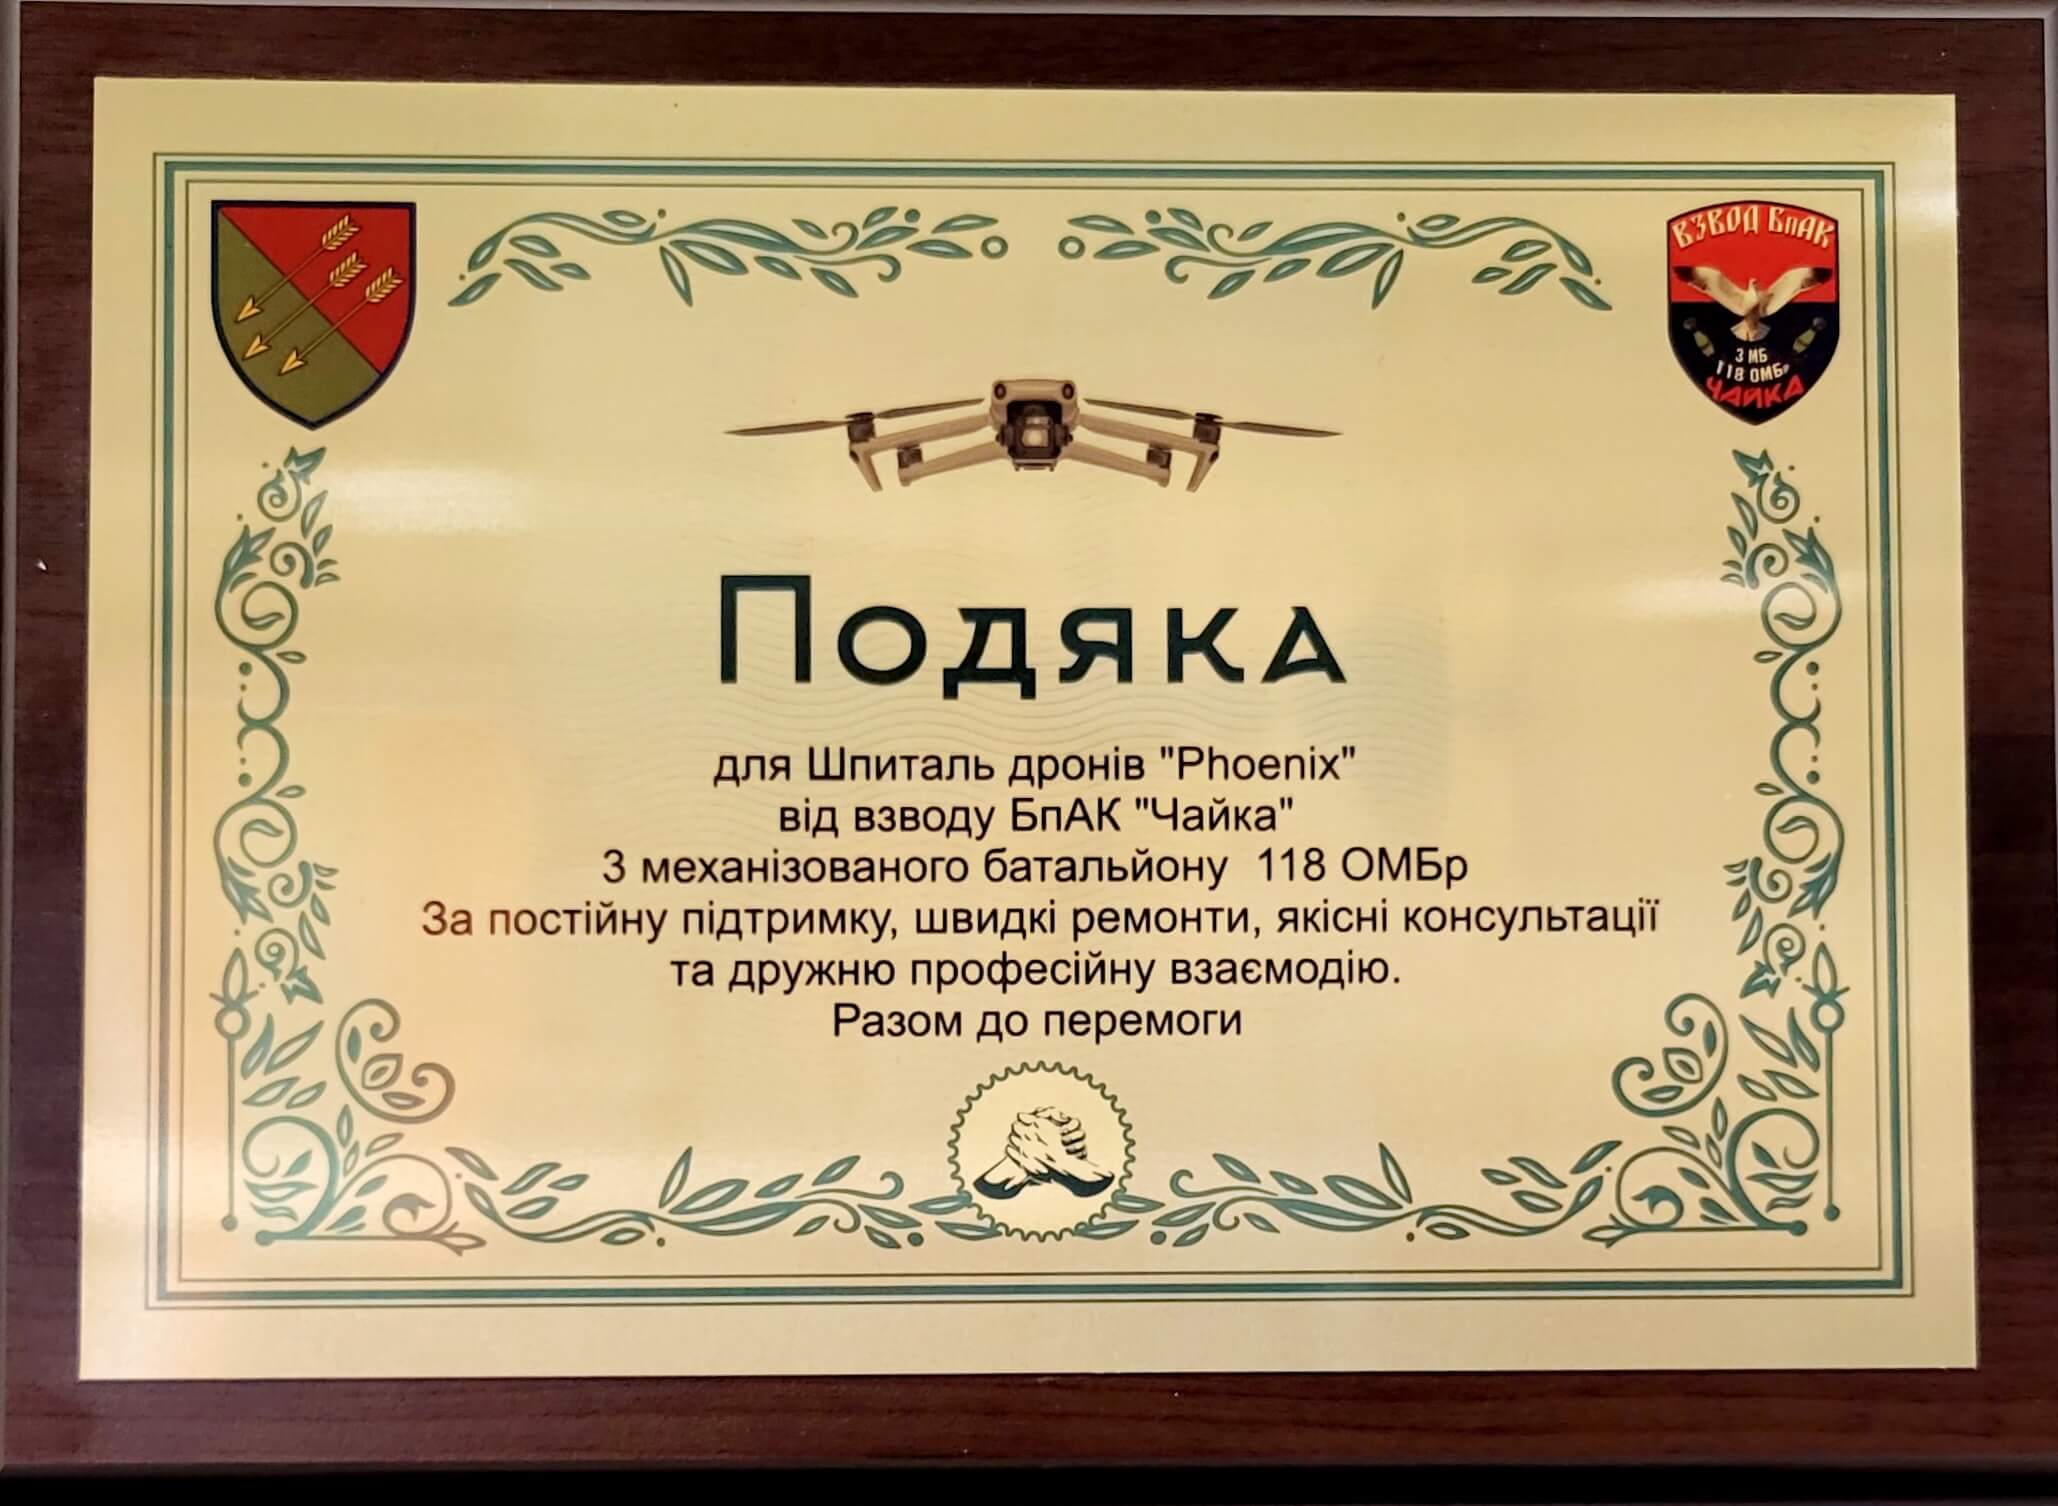 ВЗВОД БпАК
3 МБ
118 ОМБр
ЧАЙКА
Подяка
для Шпиталь дронів "Phoenix"
від взводу БпАК "Чайка"
3 механізованого батальйону 118 ОМБр
За постійну підтримку, швидкі ремонти, якісні консультації
та дружню професійну взаємодію.
Разом до перемоги